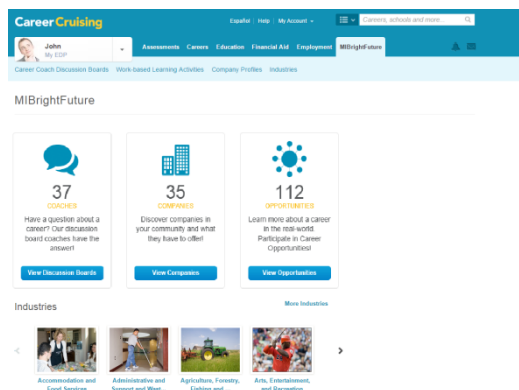 Career Cruising
Español | Help | My Account
Careers, schools and more...
John
My EDP
Assessments Careers Education Financial Aid Employment MIBrightFuture
Career Coach Discussion Boards Work-based Learning Activities Company Profiles Industries
MIBrightFuture
37
COACHES
Have a question about a
career? Our discussion
board coaches have the
answer!
View Discussion Boards
35
COMPANIES
Discover companies in
your community and what
they have to offer!
View Companies
112
OPPORTUNITIES
Learn more about a career
in the real-world
Participate in Career
Opportunities!
View Opportunities
Industries
More Industries
Accommodation and
Food Services
Administrative and
Support and Wast
Agriculture, Forestry,
Fishing and
Arts, Entertainment,
and Recreation